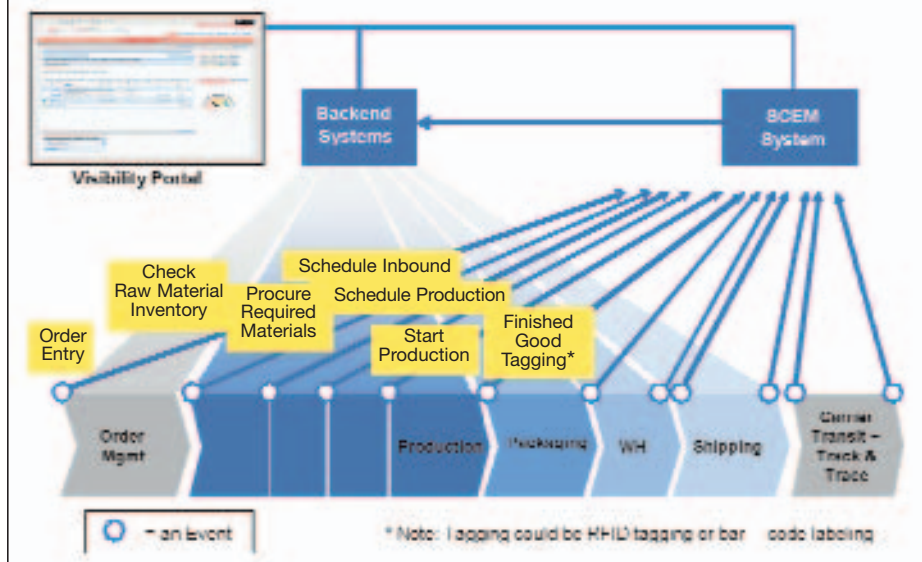 Backend
Systems
SCEM
System
Visibility Portal
Schedule Inbound
Check
Raw Material
Inventory
Procure
Required
Materials
Schedule Production
Order
Entry
Start
Production
Finished
Good
Tagging*
Order
Mgmt
Production
Packaging
WH
Shipping
Carrier
Transit –
Track &
Trace
= an Event
* Note: Tagging could be RFID tagging or bar code labeling